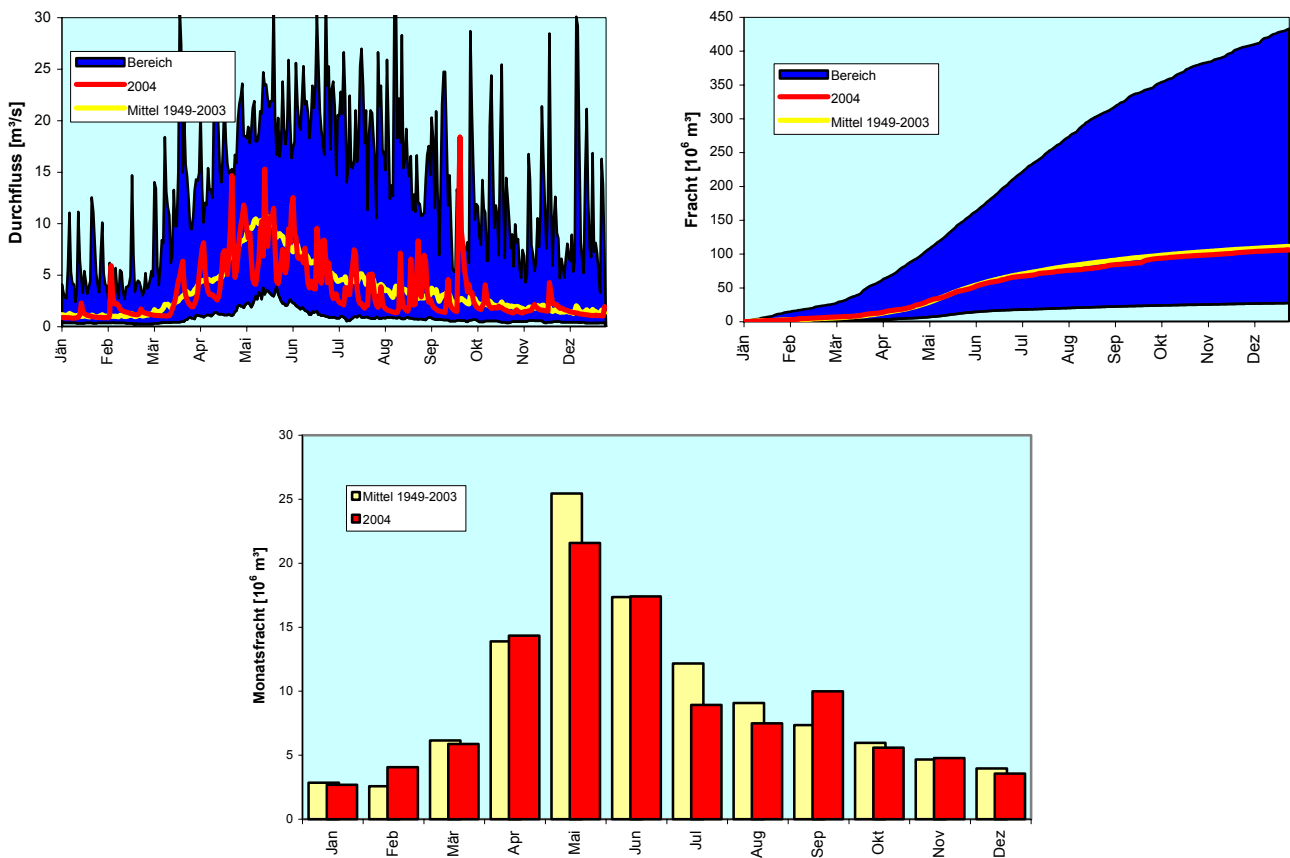 30
25
20
15
10
5
0
Durchfluss [m³/s]
Bereich
2004
Mittel 1949-2003
Jän
Feb
Mär
Apr
Mai
Jun
Jul
Aug
Sep
Okt
Nov
Dez
450
400
350
300
250
200
150
100
50
0
Fracht [10⁶ m³]
Bereich
2004
Mittel 1949-2003
Jän
Feb
Mär
Apr
Mai
Jun
Jul
Aug
Sep
Okt
Nov
Dez
30
25
20
15
10
5
0
Monatsfracht [10⁶ m³]
Mittel 1949-2003
2004
Jan
Feb
Mär
Apr
Mai
Jun
Jul
Aug
Sep
Okt
Nov
Dez